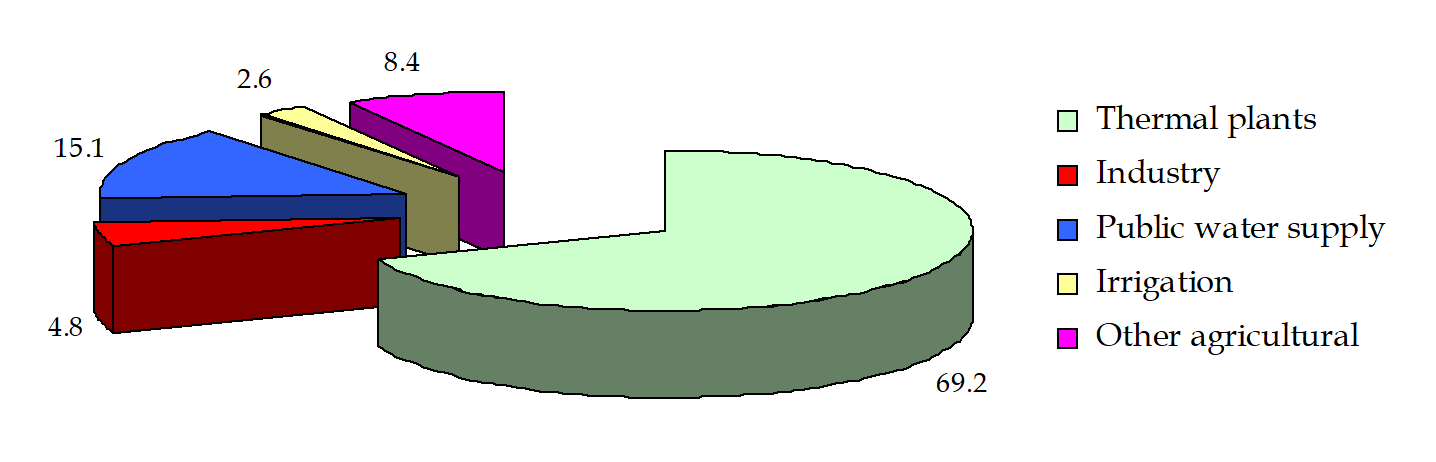 8.4
2.6
15.1
4.8
69.2
Thermal plants
Industry
Public water supply
Irrigation
Other agricultural